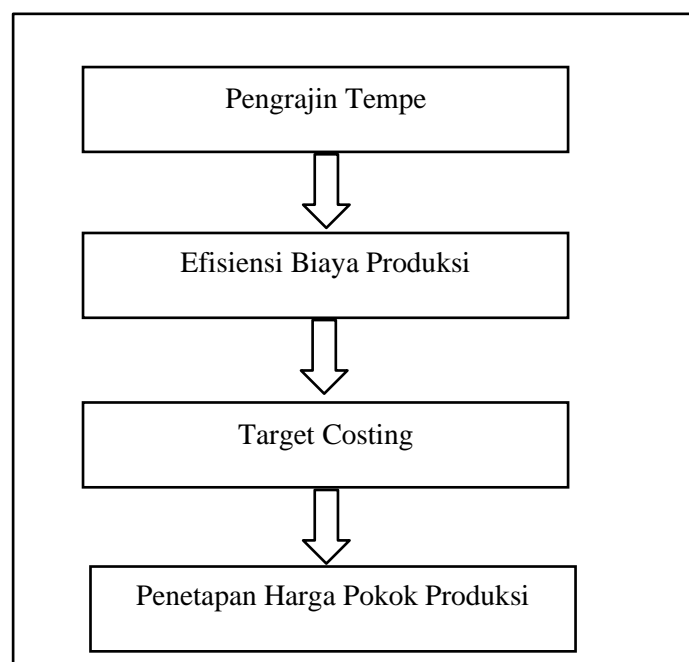 Pengrajin Tempe
Efisiensi Biaya Produksi
Target Costing
Penetapan Harga Pokok Produksi